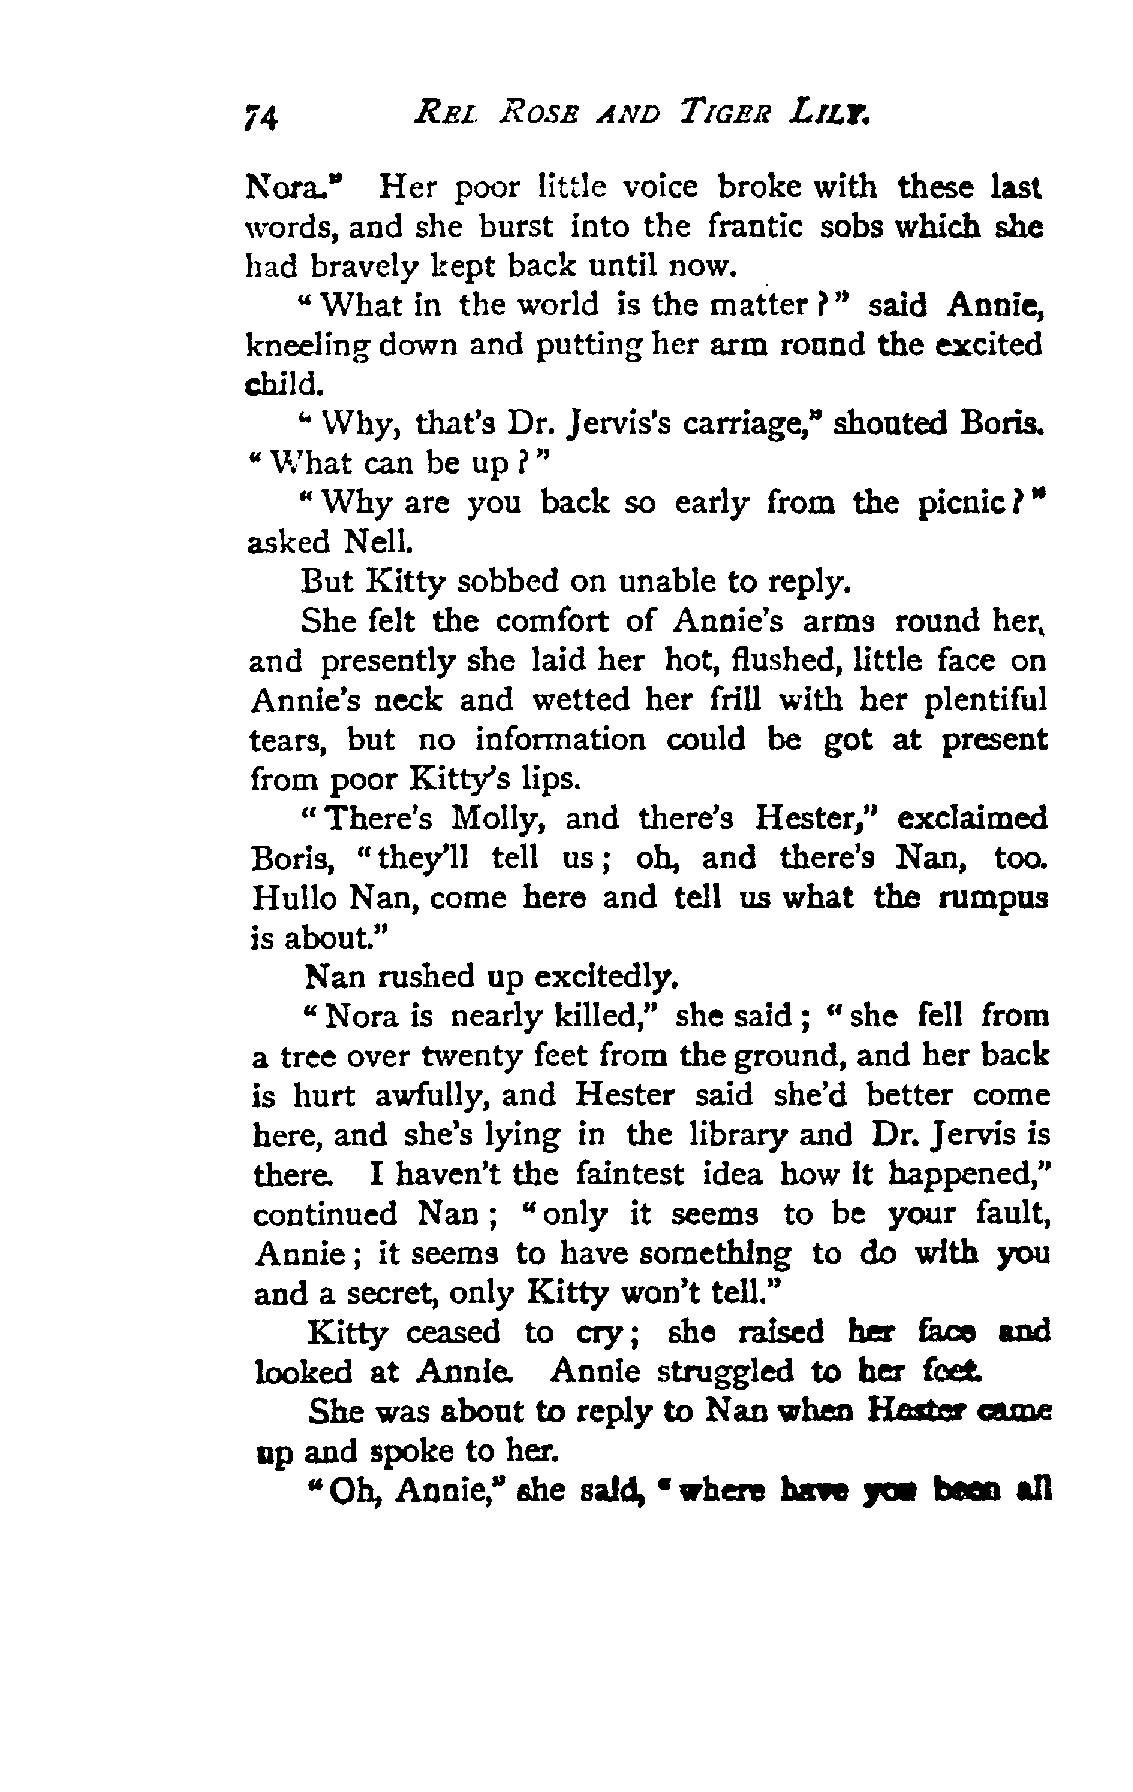 74 REL ROSE AND TIGER LILY.
Nora." Her poor little voice broke with these last
words, and she burst into the frantic sobs which she
had bravely kept back until now.
"What in the world is the matter?" said Annie,
kneeling down and putting her arm round the excited
child.
"Why, that's Dr. Jervis's carriage," shouted Boris.
"What can be up?"
"Why are you back so early from the picnic?"
asked Nell.
But Kitty sobbed on unable to reply.
She felt the comfort of Annie's arms round her,
and presently she laid her hot, flushed, little face on
Annie's neck and wetted her frill with her plentiful
tears, but no information could be got at present
from poor Kitty's lips.
"There's Molly, and there's Hester," exclaimed
Boris, "they'll tell us; oh, and there's Nan, too.
Hullo Nan, come here and tell us what the rumpus
is about."
Nan rushed up excitedly.
"Nora is nearly killed," she said; "she fell from
a tree over twenty feet from the ground, and her back
is hurt awfully, and Hester said she'd better come
here, and she's lying in the library and Dr. Jervis is
there. I haven't the faintest idea how it happened,"
continued Nan; "only it seems to be your fault,
Annie; it seems to have something to do with you
and a secret, only Kitty won't tell."
Kitty ceased to cry; she raised her face and
looked at Annie. Annie struggled to her feet.
She was about to reply to Nan when Hester came
up and spoke to her.
"Oh, Annie," she said, "where have you been all